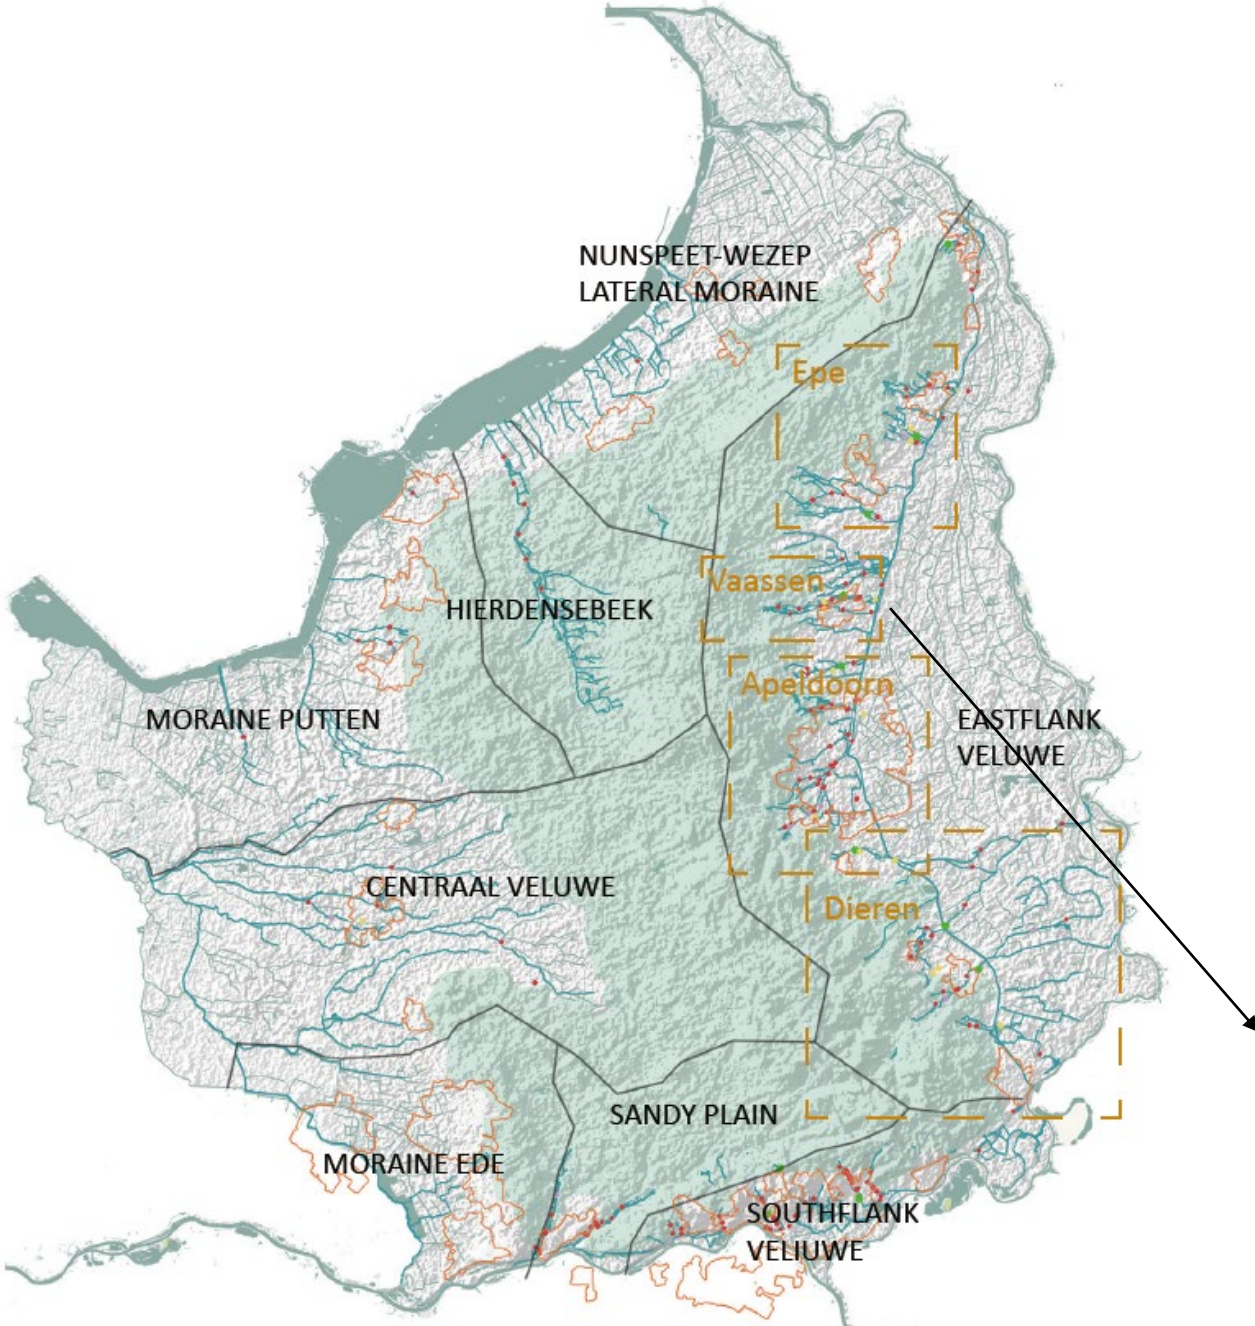 NUNSPEET-WEZEP
LATERAL MORAINE
Epe
Vaassen
HIERDENSEBEEK
Apeldoorn
MORAINE PUTTEN
EASTFLANK
VELUWE
CENTRAAL VELUWE
Dieren
SANDY PLAIN
MORAINE EDE
SOUTHFLANK
VELIUWE